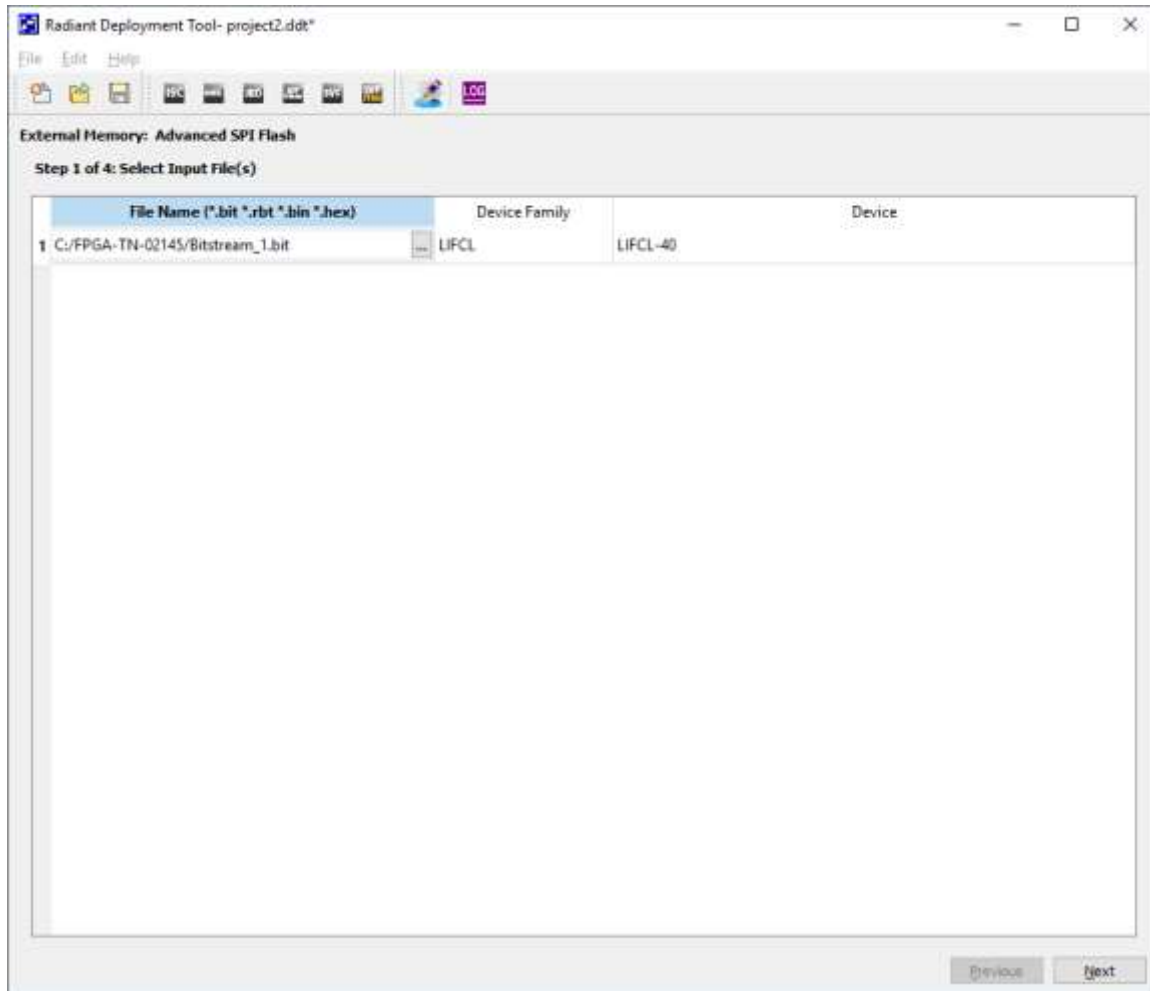 Radiant Deployment Tool- project2.ddt*
File Edit Help
LOG
External Memory: Advanced SPI Flash
Step 1 of 4: Select Input File(s)
File Name (*.bit *.rbt *.bin *.hex) Device Family Device
1 C:/FPGA-TN-02145/Bitstream_1.bit ... LIFCL LIFCL-40
Previous Next